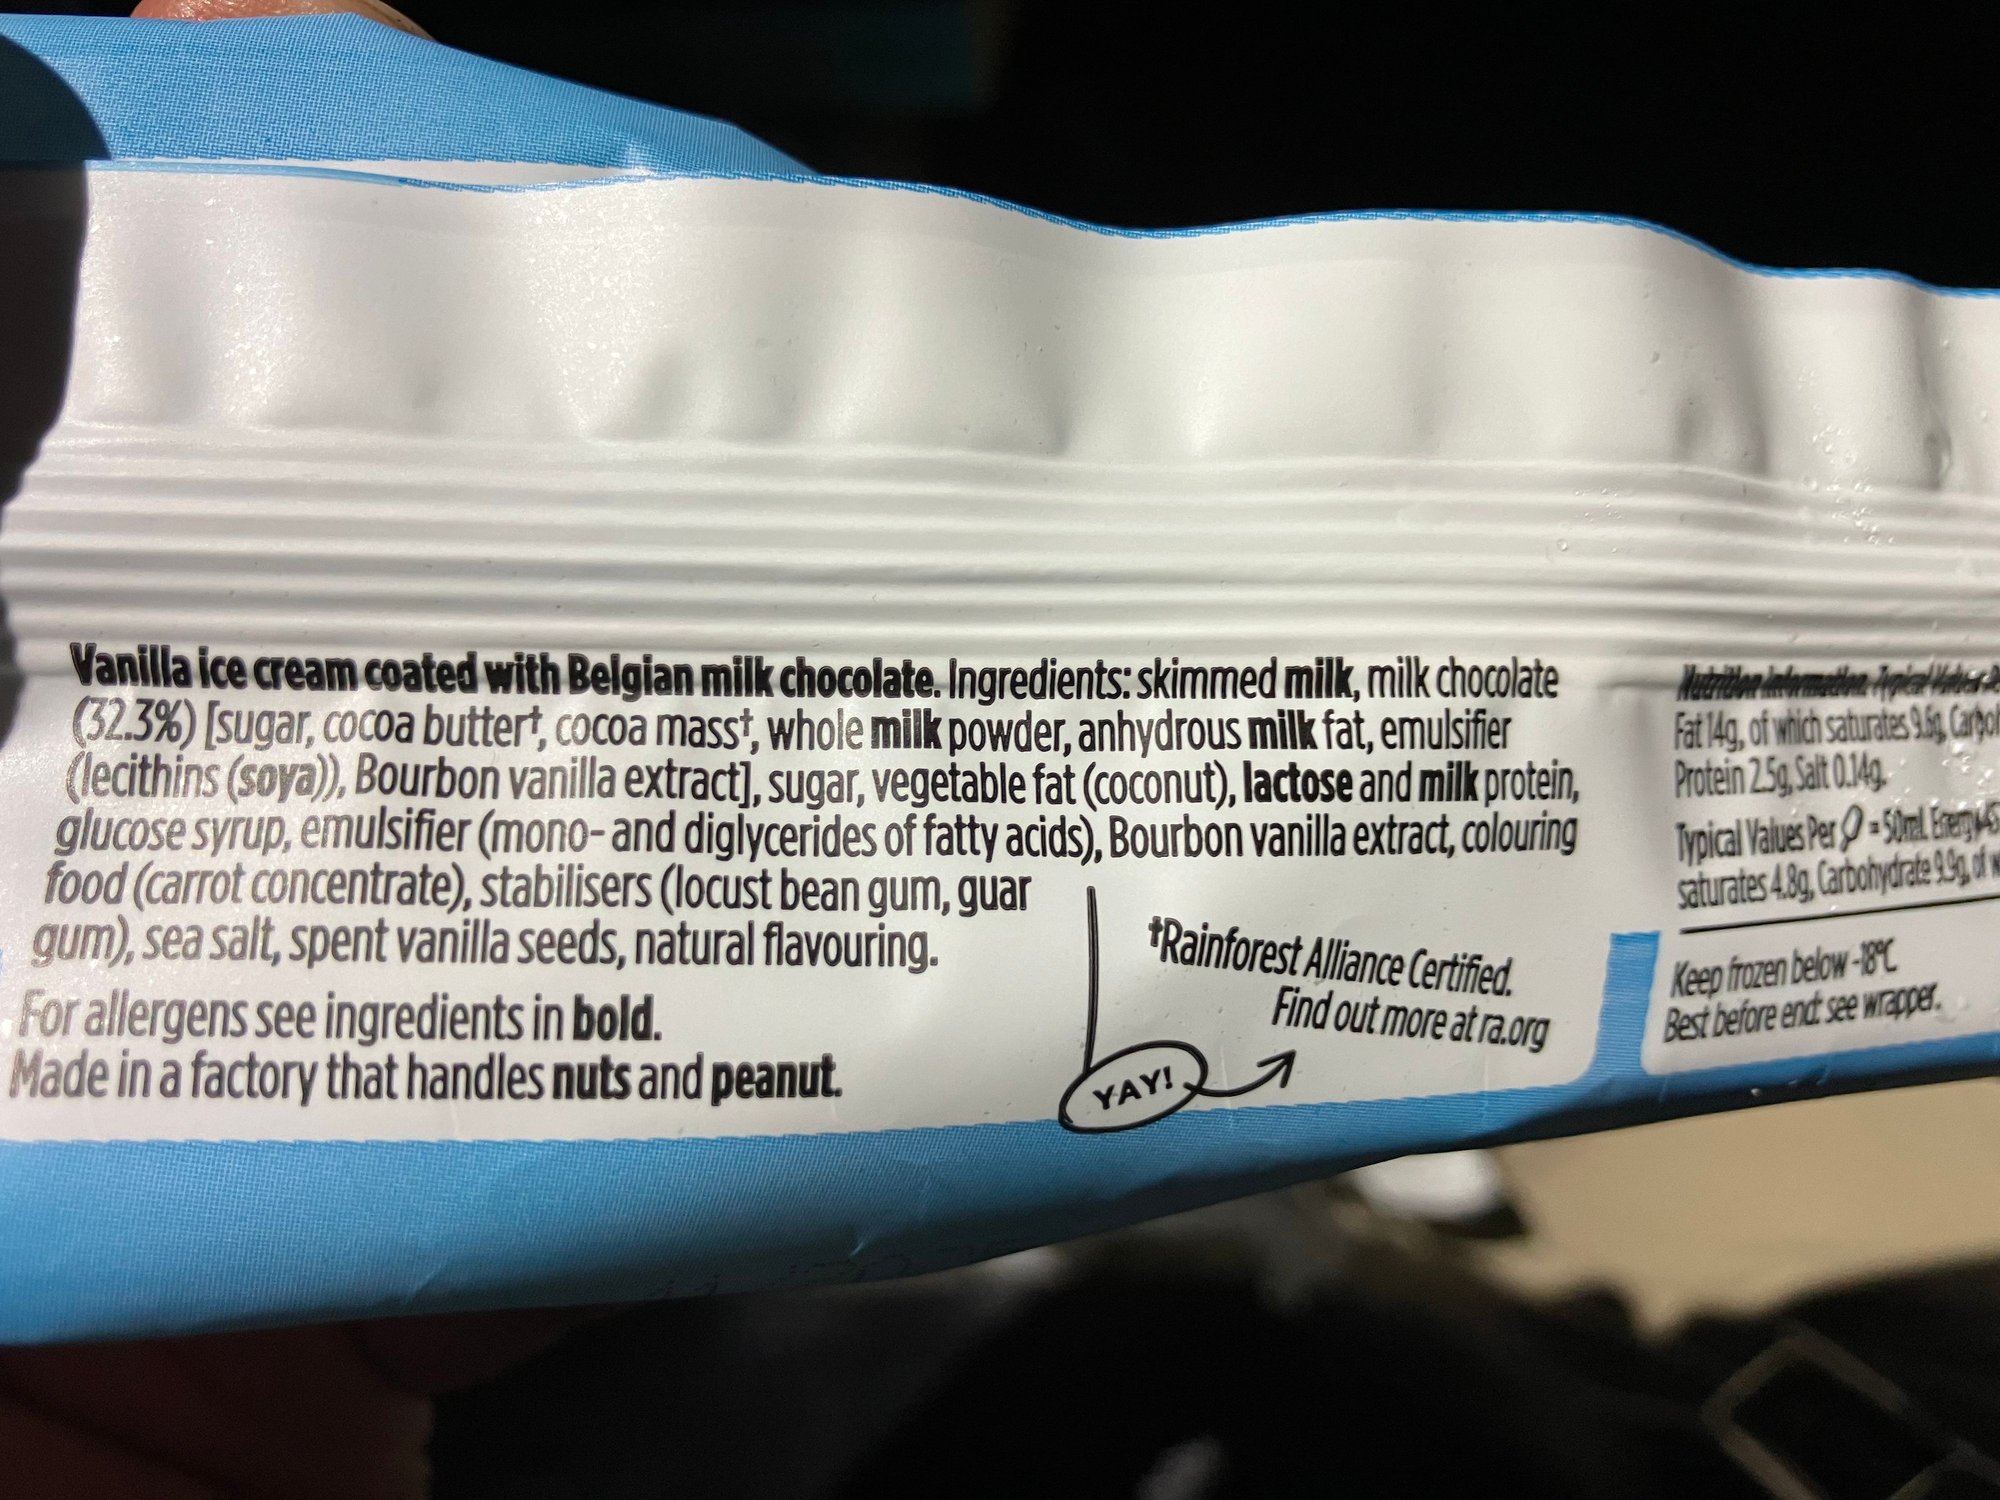 Vanilla ice cream coated with Belgian milk chocolate. Ingredients: skimmed milk, milk chocolate
(32.3%) [sugar, cocoa butter†, cocoa mass†, whole milk powder, anhydrous milk fat, emulsifier
(lecithins (soya)), Bourbon vanilla extract], sugar, vegetable fat (coconut), lactose and milk protein,
glucose syrup, emulsifier (mono- and diglycerides of fatty acids), Bourbon vanilla extract, colouring
food (carrot concentrate), stabilisers (locust bean gum, guar
gum), sea salt, spent vanilla seeds, natural flavouring.
For allergens see ingredients in bold.
Made in a factory that handles nuts and peanut.
†Rainforest Alliance Certified.
Find out more at ra.org
YAY!
Nutrition information. Typical Values
Fat 14g, of which saturates 9.6g,
Protein 2.5g, Salt 0.14g.
Typical Values Per = 50ml. Energy
saturates 4.8g, Carbohydrate 9.9g, of
Keep frozen below -18°C
Best before end: see wrapper.